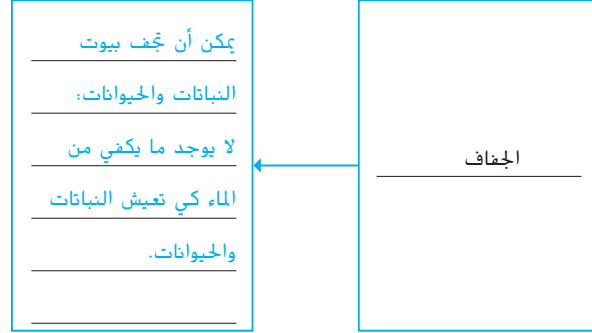 الجفاف
يمكن أن تجف بيوت
النباتات والحيوانات:
لا يوجد ما يكفي من
الماء كي تعيش النباتات
والحيوانات.